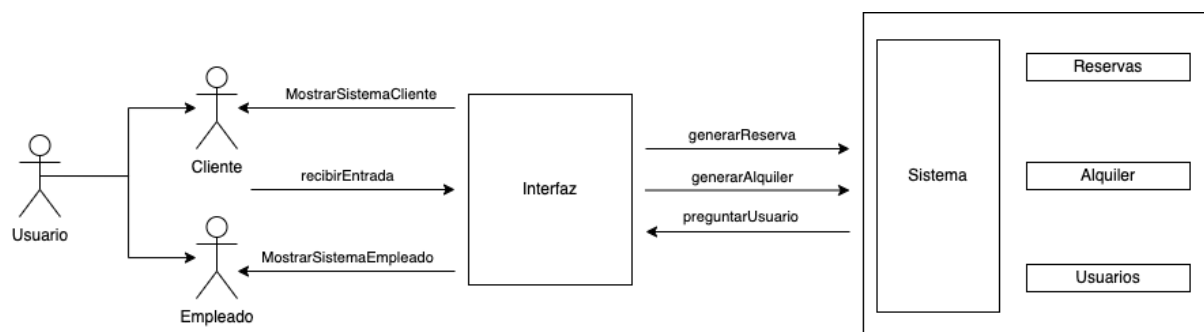 Reservas
MostrarSistemaCliente
generarReserva
Cliente
recibirEntrada
Interfaz
generarAlquiler
Sistema
Alquiler
preguntarUsuario
Usuario
MostrarSistemaEmpleado
Usuarios
Empleado